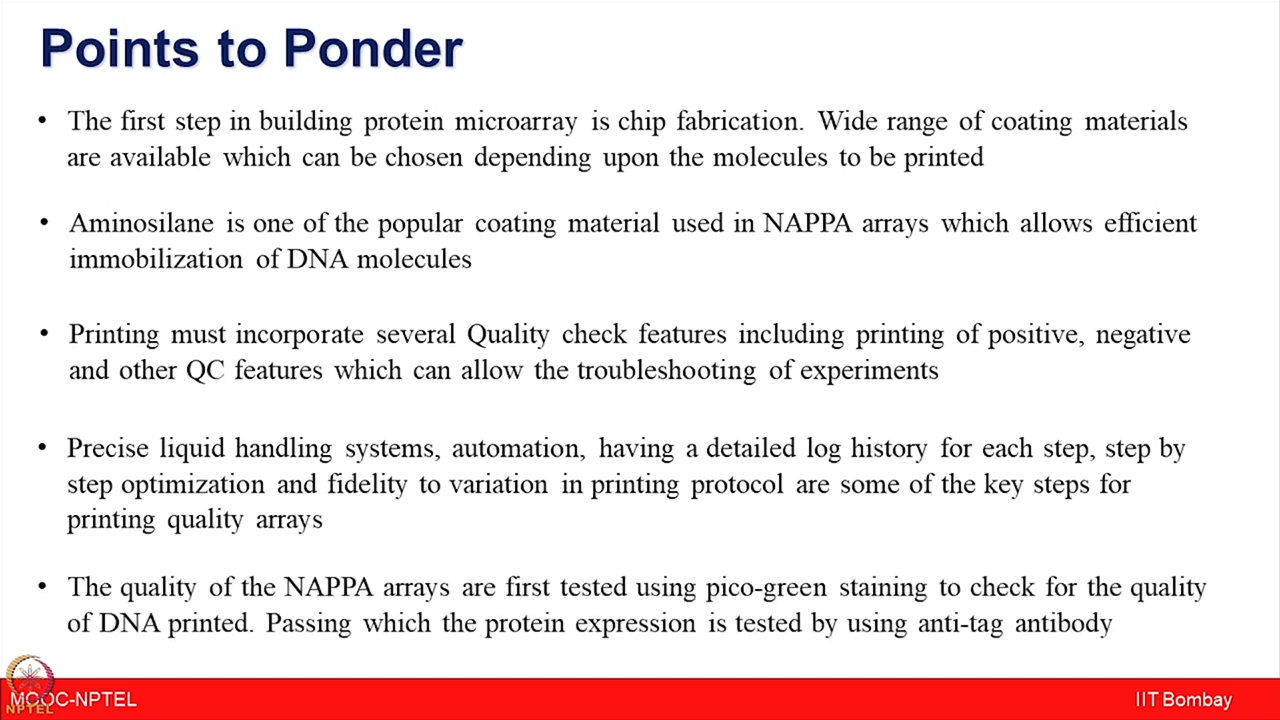 Points to Ponder
• The first step in building protein microarray is chip fabrication. Wide range of coating materials
are available which can be chosen depending upon the molecules to be printed
• Aminosilane is one of the popular coating material used in NAPPA arrays which allows efficient
immobilization of DNA molecules
• Printing must incorporate several Quality check features including printing of positive, negative
and other QC features which can allow the troubleshooting of experiments
• Precise liquid handling systems, automation, having a detailed log history for each step, step by
step optimization and fidelity to variation in printing protocol are some of the key steps for
printing quality arrays
• The quality of the NAPPA arrays are first tested using pico-green staining to check for the quality
of DNA printed. Passing which the protein expression is tested by using anti-tag antibody
MOOC-NPTEL
IIT Bombay
NPTEL